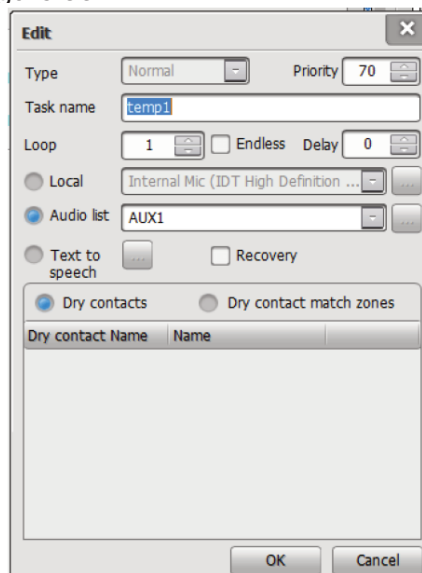 Edit
Type Normal Priority 70
Task name temp1
Loop 1 Endless Delay 0
Local Internal Mic (IDT High Definition ... ...
Audio list AUX1 ...
Text to speech ... Recovery
Dry contacts Dry contact match zones
Dry contact Name Name
OK Cancel